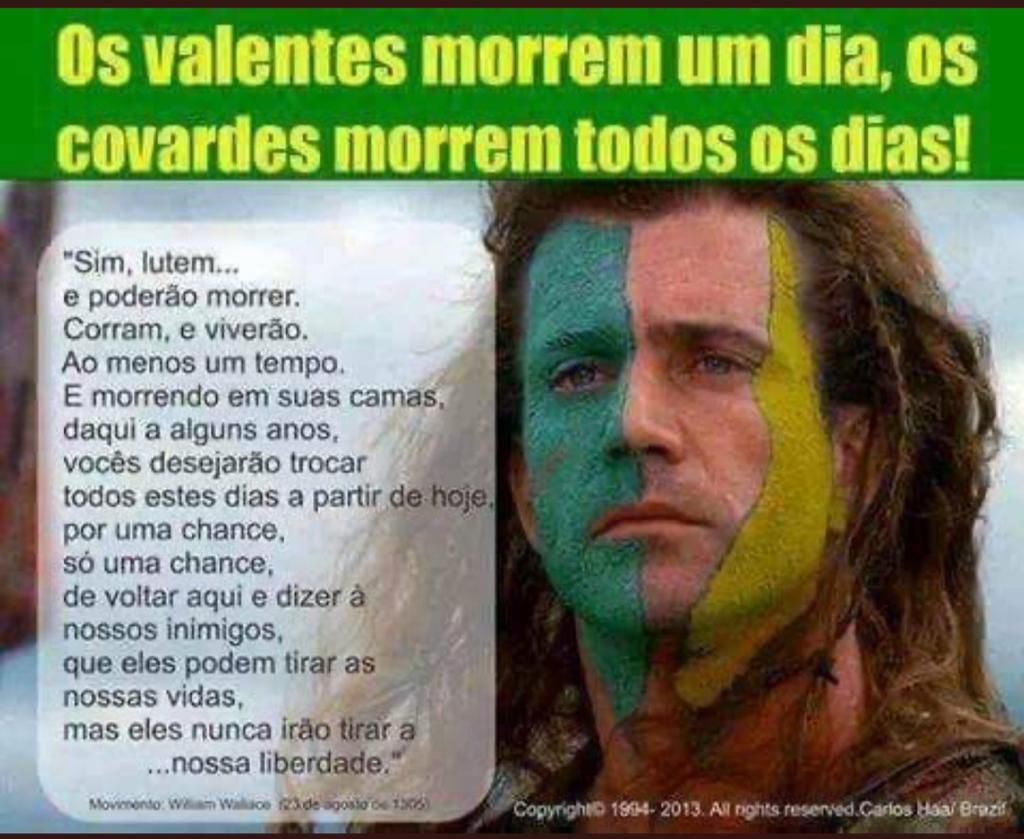 Os valentes morrem um dia, os
covardes morrem todos os dias!
"Sim, lutem...
e poderão morrer.
Corram, e viverão.
Ao menos um tempo.
E morrendo em suas camas,
daqui a alguns anos,
vocês desejarão trocar
todos estes dias a partir de hoje,
por uma chance,
só uma chance,
de voltar aqui e dizer à
nossos inimigos,
que eles podem tirar as
nossas vidas,
mas eles nunca irão tirar a
...nossa liberdade."
Movimento: William Wallace (23 de agosto de 1305)
Copyright© 1994- 2013. All rights reserved.Carlos Haa/ Brazil